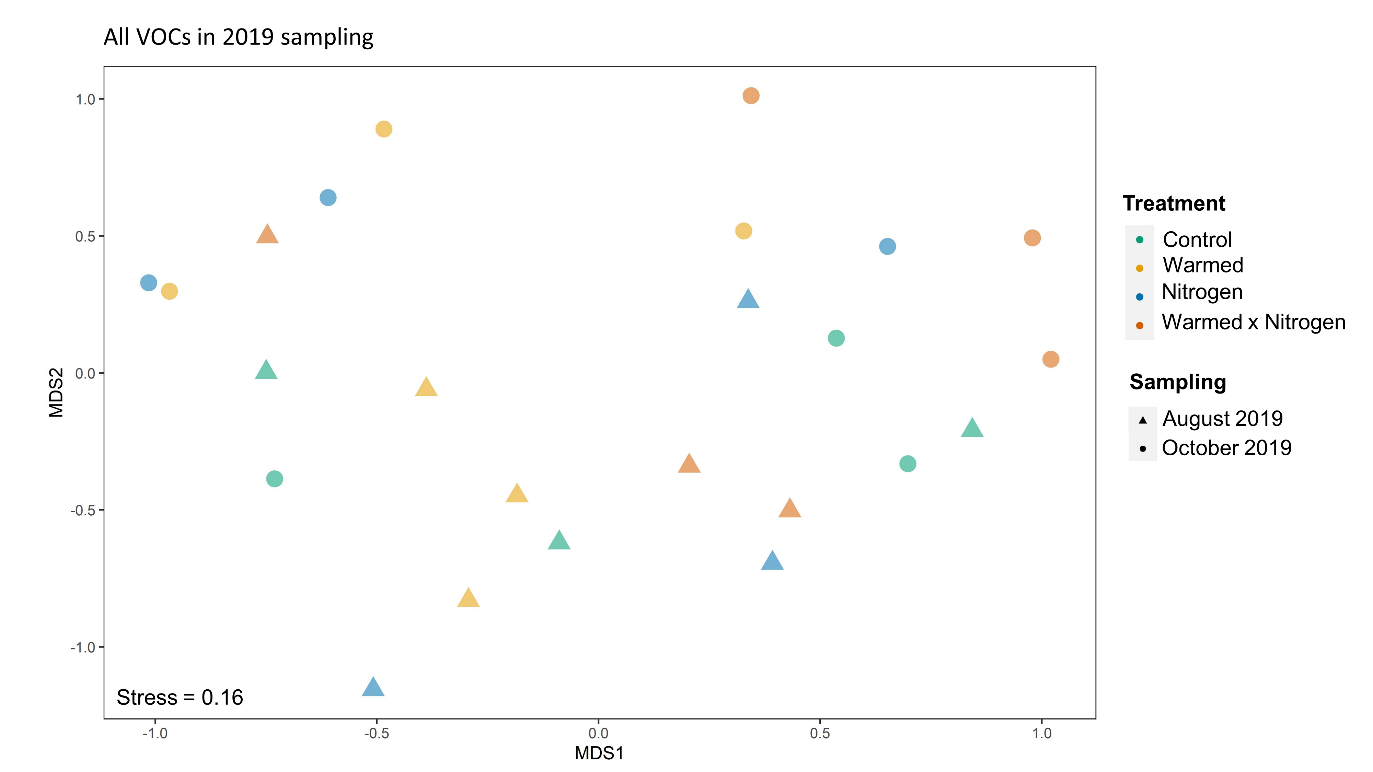 All VOCs in 2019 sampling
1.0
0.5
0.0
-0.5
-1.0
MDS2
Stress = 0.16
-1.0
-0.5
0.0
0.5
1.0
MDS1
Treatment
Control
Warmed
Nitrogen
Warmed x Nitrogen
Sampling
August 2019
October 2019